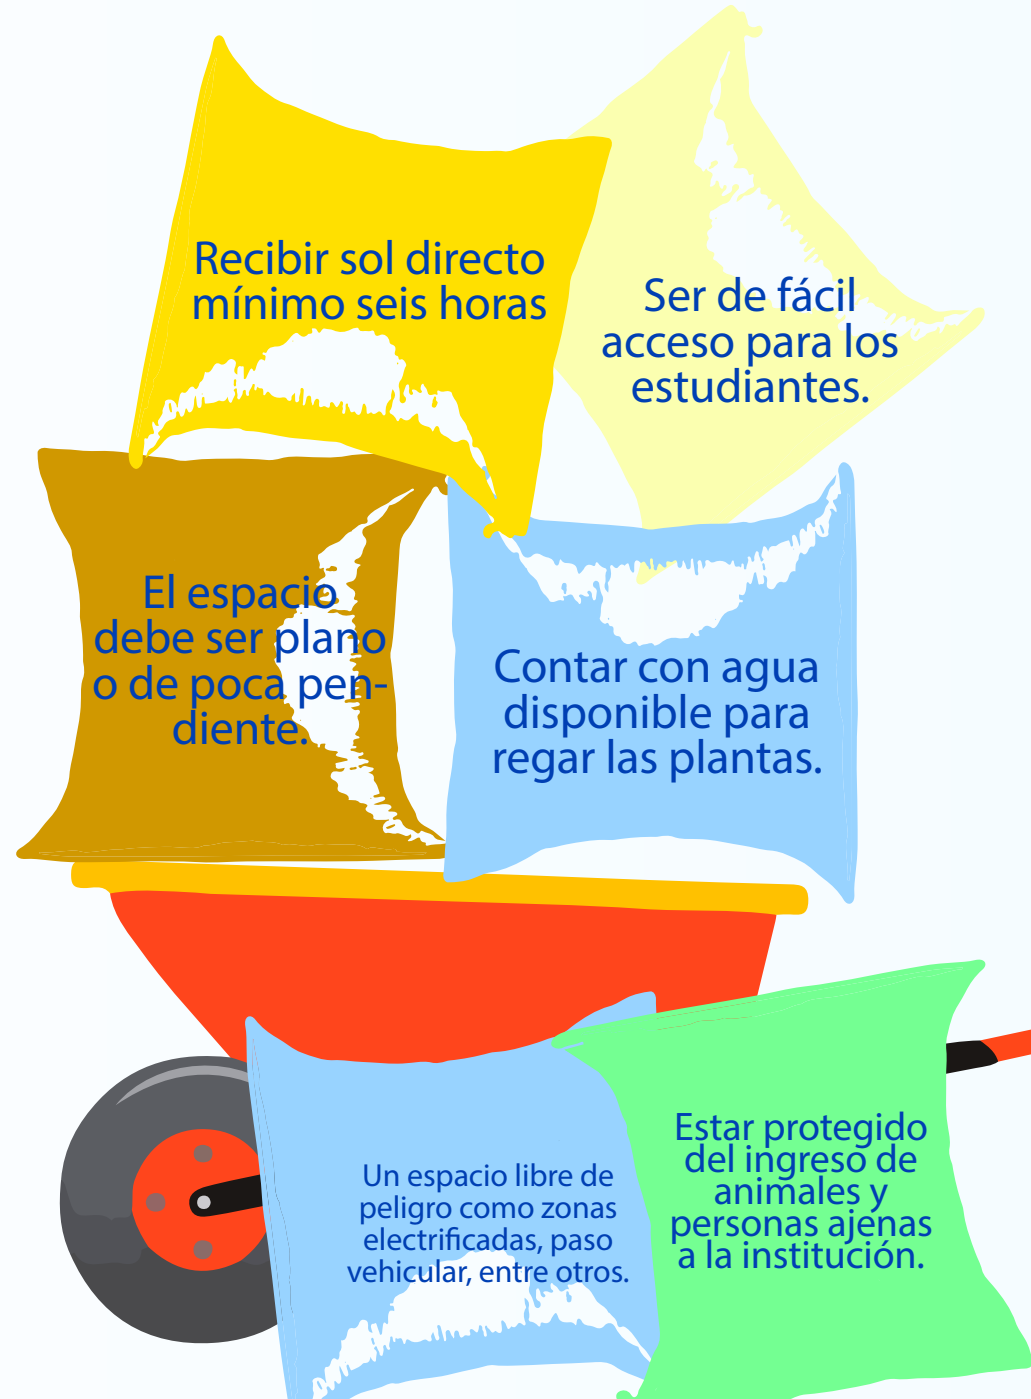 Recibir sol directo
mínimo seis horas
Ser de fácil
acceso para los
estudiantes.
El espacio
debe ser plano
o de poca pen-
diente.
Contar con agua
disponible para
regar las plantas.
Un espacio libre de
peligro como zonas
electrificadas, paso
vehicular, entre otros.
Estar protegido
del ingreso de
animales y
personas ajenas
a la institución.